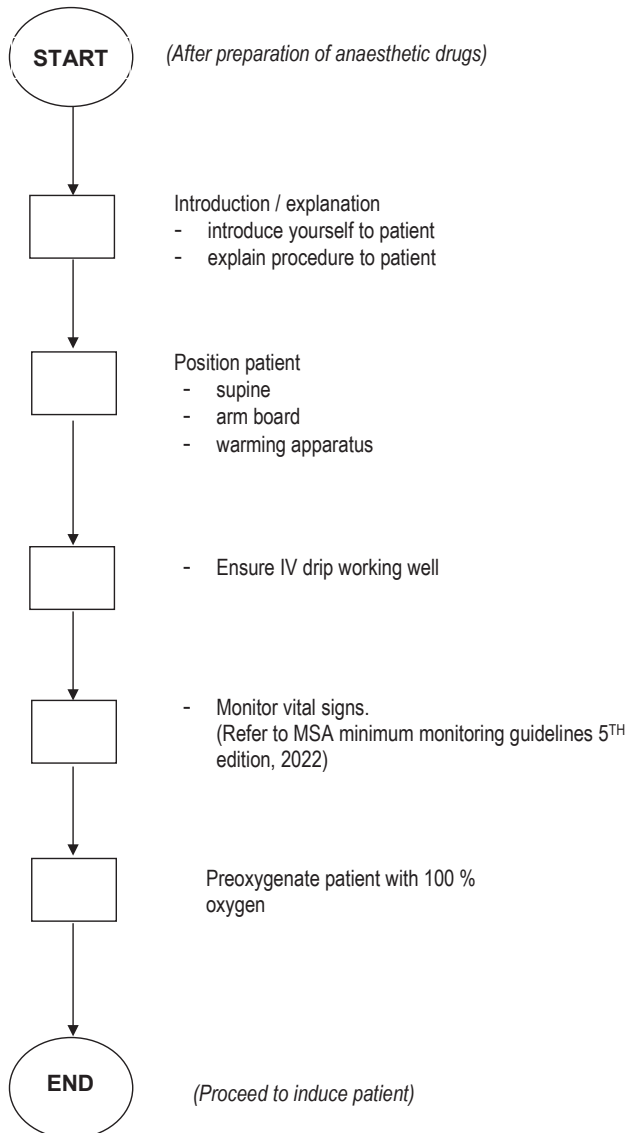 START
(After preparation of anaesthetic drugs)
Introduction / explanation
- introduce yourself to patient
- explain procedure to patient
Position patient
- supine
- arm board
- warming apparatus
- Ensure IV drip working well
- Monitor vital signs.
(Refer to MSA minimum monitoring guidelines 5TH
edition, 2022)
Preoxygenate patient with 100 %
oxygen
END
(Proceed to induce patient)